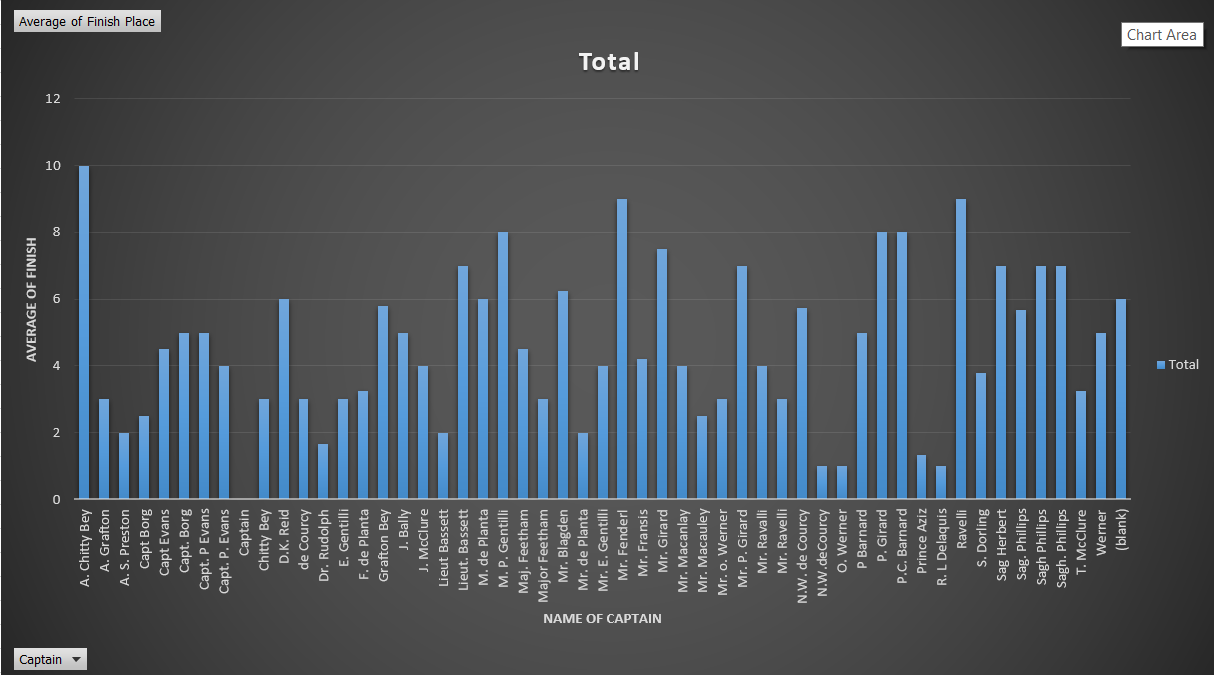 Average of Finish Place
Chart Area
Total
12
10
8
6
4
2
0
AVERAGE OF FINISH
A. Chitty Bey
A. Grafton
A. S. Preston
Capt Borg
Capt Evans
Capt. Borg
Capt. P Evans
Capt. P. Evans
Captain
Chitty Bey
D.K. Reid
de Courcy
Dr. Rudolph
E. Gentilli
F. de Planta
Grafton Bey
J. Bally
J. McClure
Lieut Bassett
Lieut. Bassett
M. de Planta
M. P. Gentilli
Maj. Feetham
Major Feetham
Mr. Blagden
Mr. de Planta
Mr. E. Gentilli
Mr. Fenderl
Mr. Fransis
Mr. Girard
Mr. Macanlay
Mr. Macauley
Mr. o. Werner
Mr. P. Girard
Mr. Ravalli
Mr. Ravelli
N.W. de Courcy
N.W.deCourcy
O. Werner
P Barnard
P. Girard
P.C. Barnard
Prince Aziz
R. L Delaquis
Ravelli
S. Dorling
Sag Herbert
Sag. Phillips
Sagh Phillips
Sagh. Phillips
T. McClure
Werner
(blank)
NAME OF CAPTAIN
Total
Captain